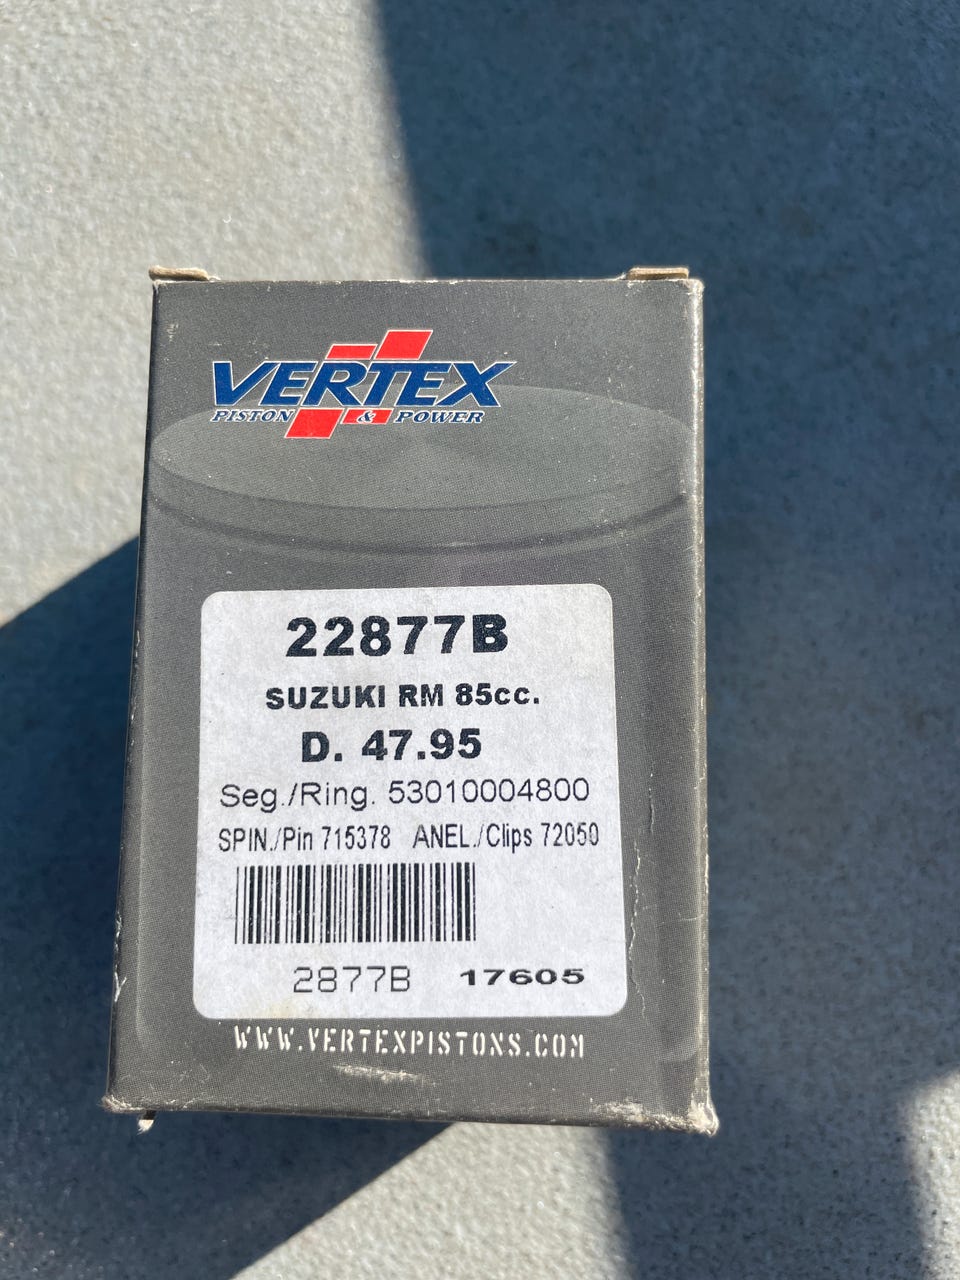 VERTEX
PISTON & POWER
22877B
SUZUKI RM 85cc.
D. 47.95
Seg./Ring. 53010004800
SPIN./Pin 715378 ANEL./Clips 72050
2877B 17605
WWW.VERTEXPISTONS.COM